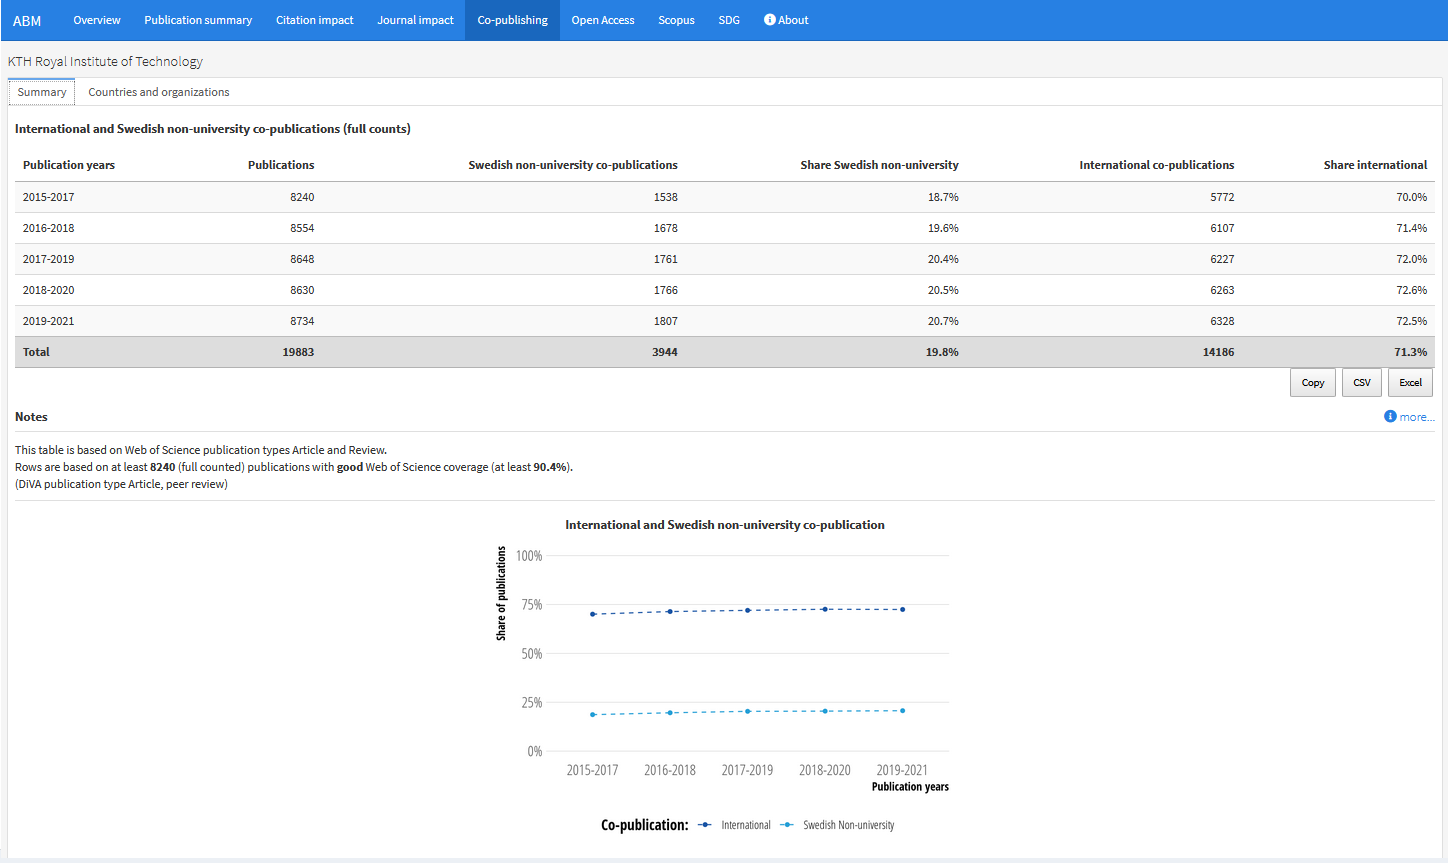 ABM Overview Publication summary Citation impact Journal impact Co-publishing Open Access Scopus SDG About
KTH Royal Institute of Technology
Summary Countries and organizations
International and Swedish non-university co-publications (full counts)
Publication years Publications Swedish non-university co-publications Share Swedish non-university International co-publications Share international
2015-2017 8240 1538 18.7% 5772 70.0%
2016-2018 8554 1678 19.6% 6107 71.4%
2017-2019 8648 1761 20.4% 6227 72.0%
2018-2020 8630 1766 20.5% 6263 72.6%
2019-2021 8734 1807 20.7% 6328 72.5%
Total 19883 3944 19.8% 14186 71.3%
Copy CSV Excel
Notes more...
This table is based on Web of Science publication types Article and Review.
Rows are based on at least 8240 (full counted) publications with good Web of Science coverage (at least 90.4%).
(DiVA publication type Article, peer review)
International and Swedish non-university co-publication
Share of publications
100%
75%
50%
25%
0%
2015-2017 2016-2018 2017-2019 2018-2020 2019-2021
Publication years
Co-publication: International Swedish Non-university